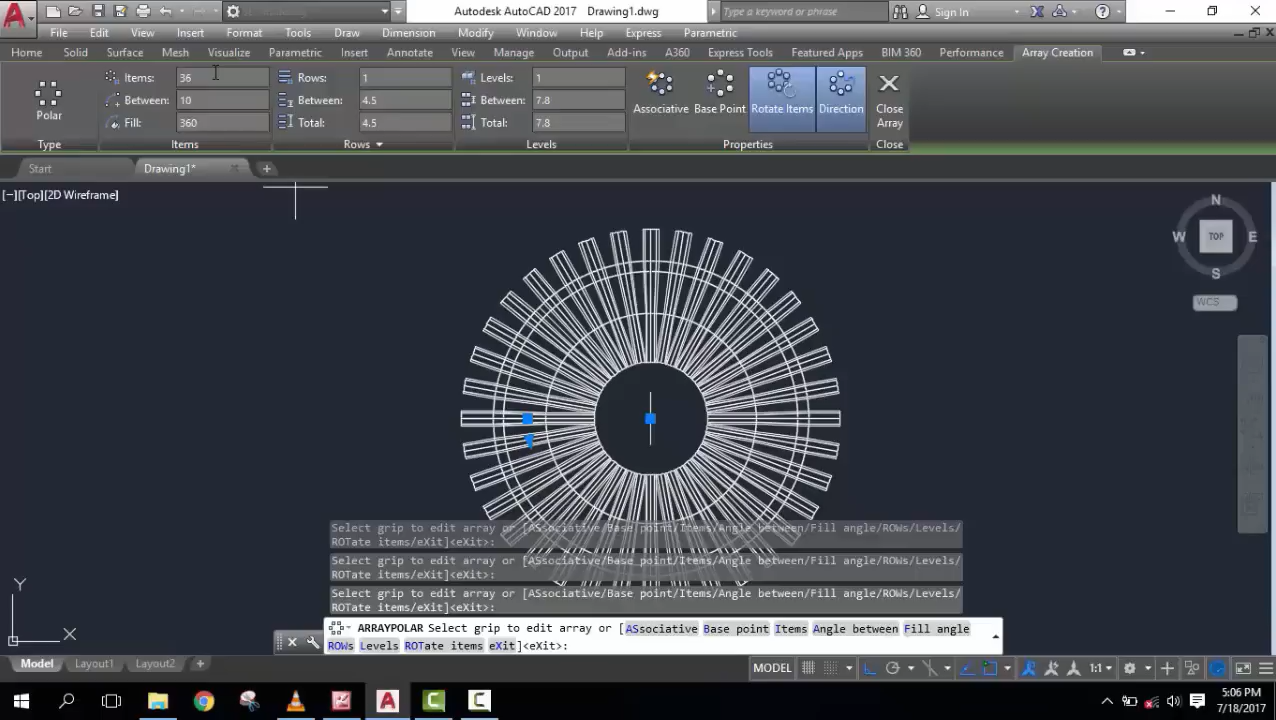 Autodesk AutoCAD 2017 Drawing1.dwg
Type a keyword or phrase
Sign In
File Edit View Insert Format Tools Draw Dimension Modify Window Help Express Parametric
Home Solid Surface Mesh Visualize Parametric Insert Annotate View Manage Output Add-ins A360 Express Tools Featured Apps BIM 360 Performance Array Creation
Items: 36 Rows: 1 Levels: 1
Between: 10 Between: 4.5 Between: 7.8
Fill: 360 Total: 4.5 Total: 7.8
Polar
Associative Base Point Rotate Items Direction Close Array
Type Items Rows Levels Properties Close
Start Drawing1*
[−][Top][2D Wireframe]
N
W TOP E
S
WCS
Select grip to edit array or [ASsociative/Base point/Items/Angle between/Fill angle/ROWs/Levels/
ROTate items/eXit]<eXit>:
Select grip to edit array or [ASsociative/Base point/Items/Angle between/Fill angle/ROWs/Levels/
ROTate items/eXit]<eXit>:
Select grip to edit array or [ASsociative/Base point/Items/Angle between/Fill angle/ROWs/Levels/
ROTate items/eXit]<eXit>:
Y
X
ARRAYPOLAR Select grip to edit array or [ASsociative Base point Items Angle between Fill angle
ROWs Levels ROTate items eXit]<eXit>:
Model Layout1 Layout2 +
MODEL 1:1
5:06 PM
7/18/2017